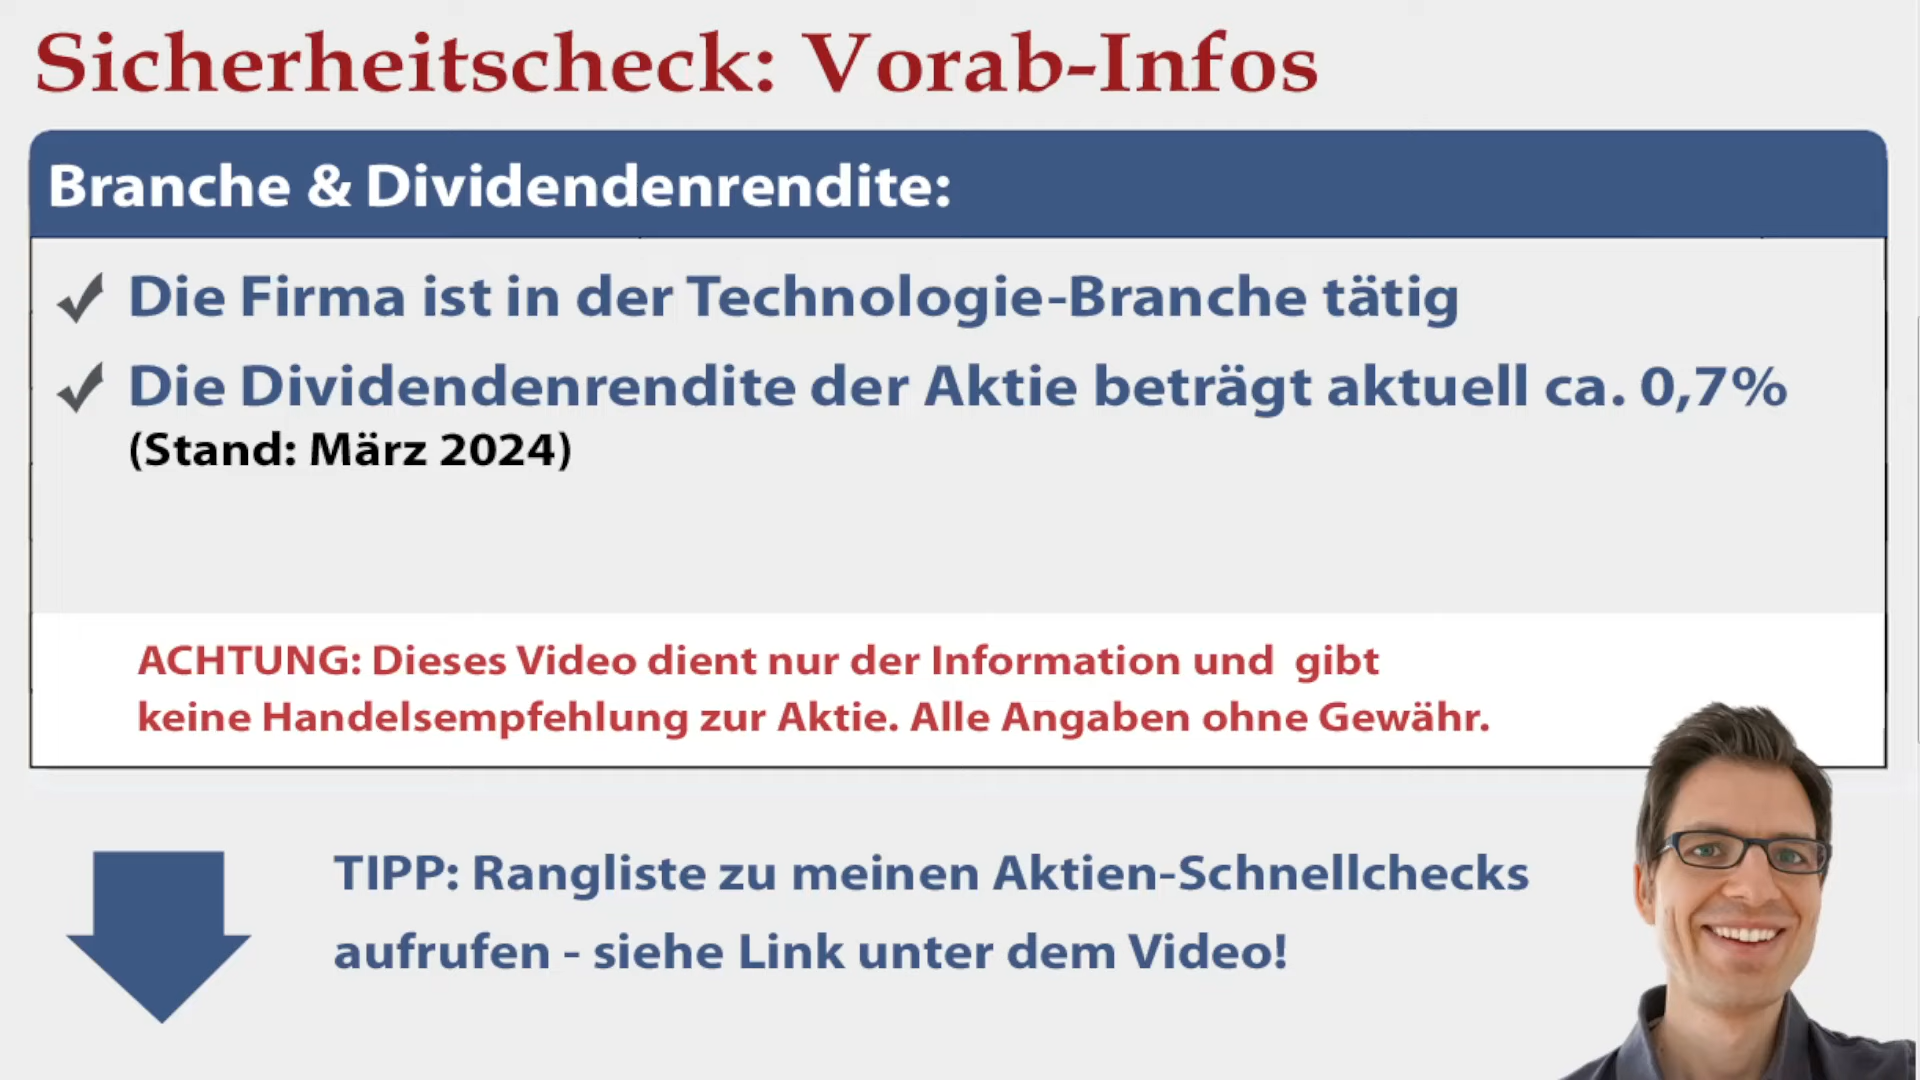 Sicherheitscheck: Vorab-Infos
Branche & Dividendenrendite:
Die Firma ist in der Technologie-Branche tätig
Die Dividendenrendite der Aktie beträgt aktuell ca. 0,7%
(Stand: März 2024)
ACHTUNG: Dieses Video dient nur der Information und gibt
keine Handelsempfehlung zur Aktie. Alle Angaben ohne Gewähr.
TIPP: Rangliste zu meinen Aktien-Schnellchecks
aufrufen - siehe Link unter dem Video!